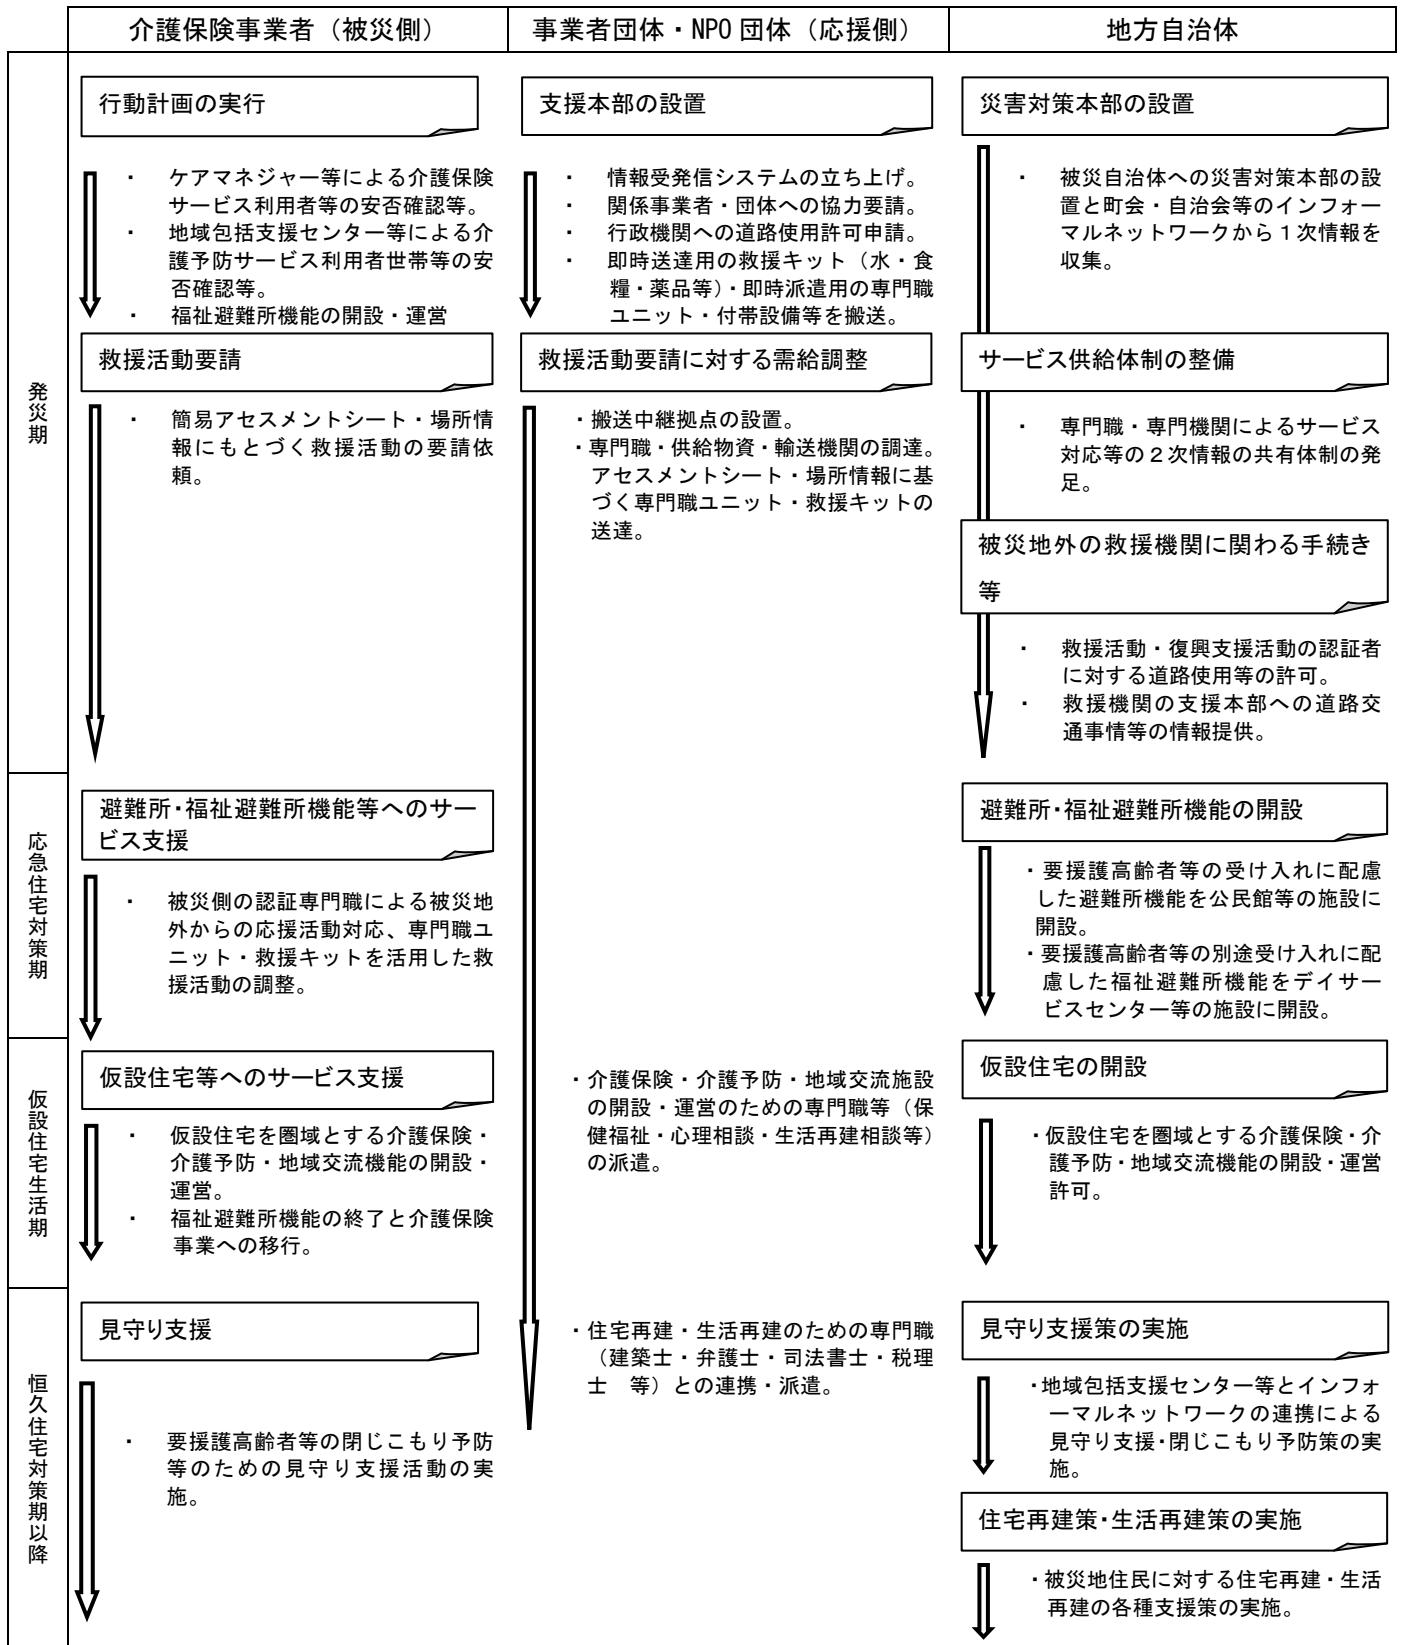 介護保険事業者（被災側）
事業者団体・NPO団体（応援側）
地方自治体
発災期
行動計画の実行
・　ケアマネジャー等による介護保険
サービス利用者等の安否確認等。
・　地域包括支援センター等による介
護予防サービス利用者世帯等の安
否確認等。
・　福祉避難所機能の開設・運営
救援活動要請
・　簡易アセスメントシート・場所情
報にもとづく救援活動の要請依
頼。
支援本部の設置
・　情報受発信システムの立ち上げ。
・　関係事業者・団体への協力要請。
・　行政機関への道路使用許可申請。
・　即時送達用の救援キット（水・食
糧・薬品等）・即時派遣用の専門職
ユニット・付帯設備等を搬送。
救援活動要請に対する需給調整
・搬送中継拠点の設置。
・専門職・供給物資・輸送機関の調達。
アセスメントシート・場所情報に基
づく専門職ユニット・救援キットの
送達。
災害対策本部の設置
・　被災自治体への災害対策本部の設
置と町会・自治会等のインフォー
マルネットワークから１次情報を
収集。
サービス供給体制の整備
・　専門職・専門機関によるサービス
対応等の２次情報の共有体制の発
足。
被災地外の救援機関に関わる手続き
等
・　救援活動・復興支援活動の認証者
に対する道路使用等の許可。
・　救援機関の支援本部への道路交
通事情等の情報提供。
応急住宅対策期
避難所・福祉避難所機能等へのサー
ビス支援
・　被災側の認証専門職による被災地
外からの応援活動対応、専門職ユ
ニット・救援キットを活用した救
援活動の調整。
避難所・福祉避難所機能の開設
・要援護高齢者等の受け入れに配慮
した避難所機能を公民館等の施設に
開設。
・要援護高齢者等の別途受け入れに配
慮した福祉避難所機能をデイサー
ビスセンター等の施設に開設。
仮設住宅生活期
仮設住宅等へのサービス支援
・　仮設住宅を圏域とする介護保険・
介護予防・地域交流機能の開設・
運営。
・　福祉避難所機能の終了と介護保険
事業への移行。
・介護保険・介護予防・地域交流施設
の開設・運営のための専門職等（保
健福祉・心理相談・生活再建相談等）
の派遣。
仮設住宅の開設
・仮設住宅を圏域とする介護保険・介
護予防・地域交流機能の開設・運営
許可。
恒久住宅対策期以降
見守り支援
・　要援護高齢者等の閉じこもり予防
等のための見守り支援活動の実
施。
・住宅再建・生活再建のための専門職
（建築士・弁護士・司法書士・税理
士　等）との連携・派遣。
見守り支援策の実施
・地域包括支援センター等とインフォ
ーマルネットワークの連携による
見守り支援・閉じこもり予防策の実
施。
住宅再建策・生活再建策の実施
・被災地住民に対する住宅再建・生活
再建の各種支援策の実施。